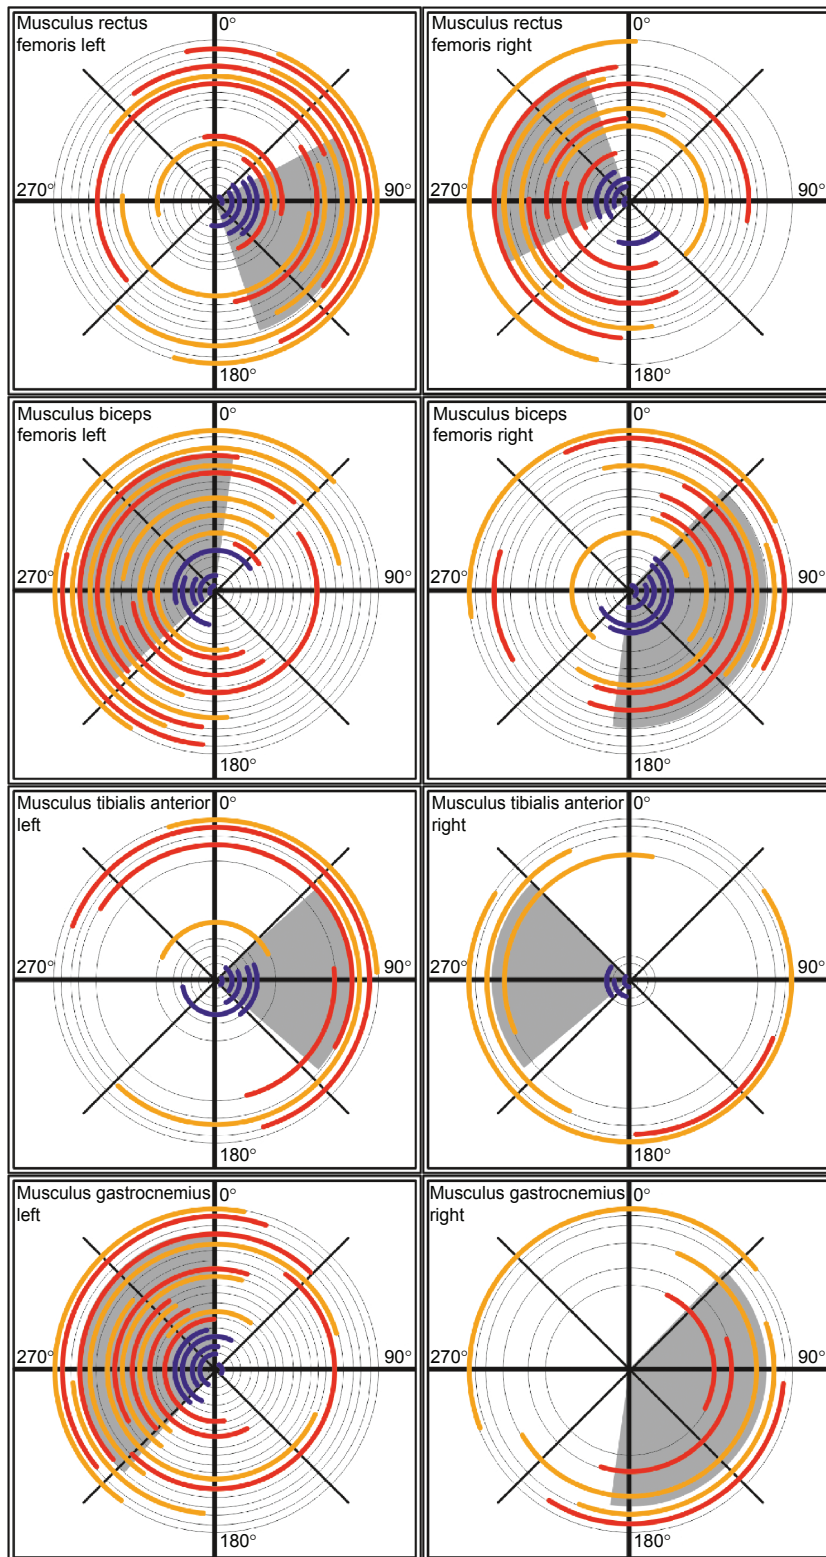 Musculus rectus
femoris left
0°
270°
90°
180°
Musculus rectus
femoris right
0°
270°
90°
180°
Musculus biceps
femoris left
0°
270°
90°
180°
Musculus biceps
femoris right
0°
270°
90°
180°
Musculus tibialis anterior
left
0°
270°
90°
180°
Musculus tibialis anterior
right
0°
270°
90°
180°
Musculus gastrocnemius
left
0°
270°
90°
180°
Musculus gastrocnemius
right
0°
270°
90°
180°